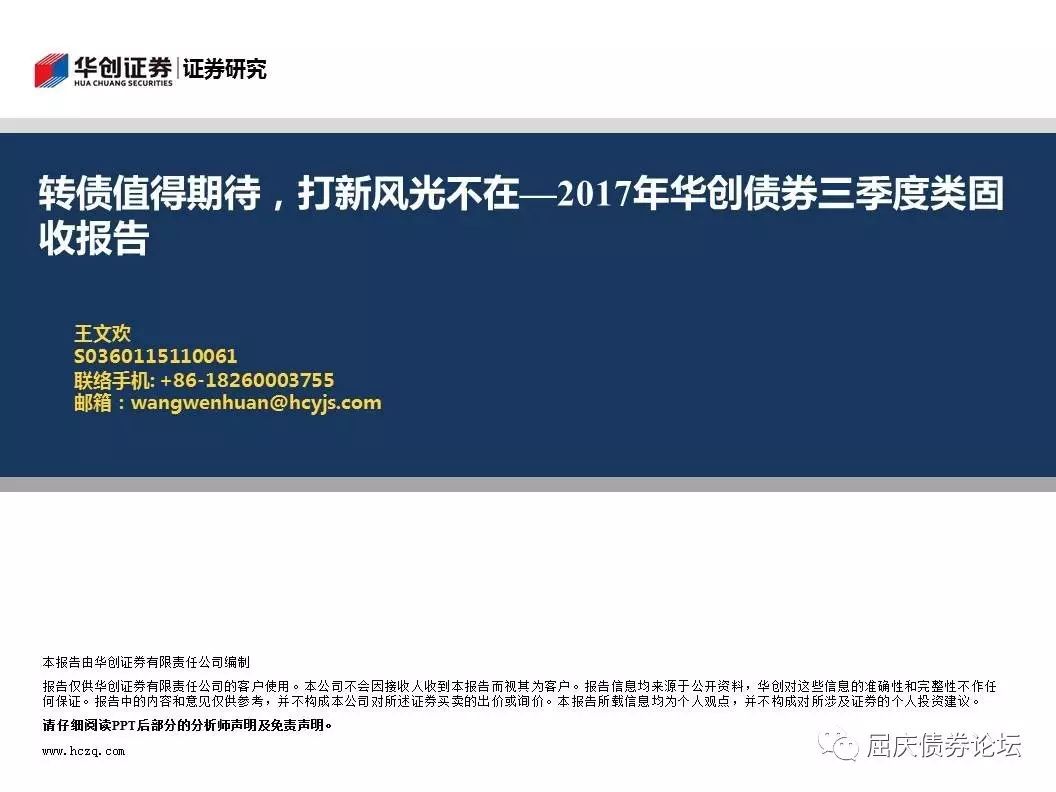 华创证券 证券研究
HUA CHUANG SECURITIES
转债值得期待，打新风光不在—2017年华创债券三季度类固
收报告
王文欢
S0360115110061
联络手机: +86-18260003755
邮箱：wangwenhuan@hcyjs.com
本报告由华创证券有限责任公司编制
报告仅供华创证券有限责任公司的客户使用。本公司不会因接收人收到本报告而视其为客户。报告信息均来源于公开资料，华创对这些信息的准确性和完整性不作任
何保证。报告中的内容和意见仅供参考，并不构成本公司对所述证券买卖的出价或询价。本报告所载信息均为个人观点，并不构成对所涉及证券的个人投资建议。
请仔细阅读PPT后部分的分析师声明及免责声明。
www.hczq.com
屈庆债券论坛